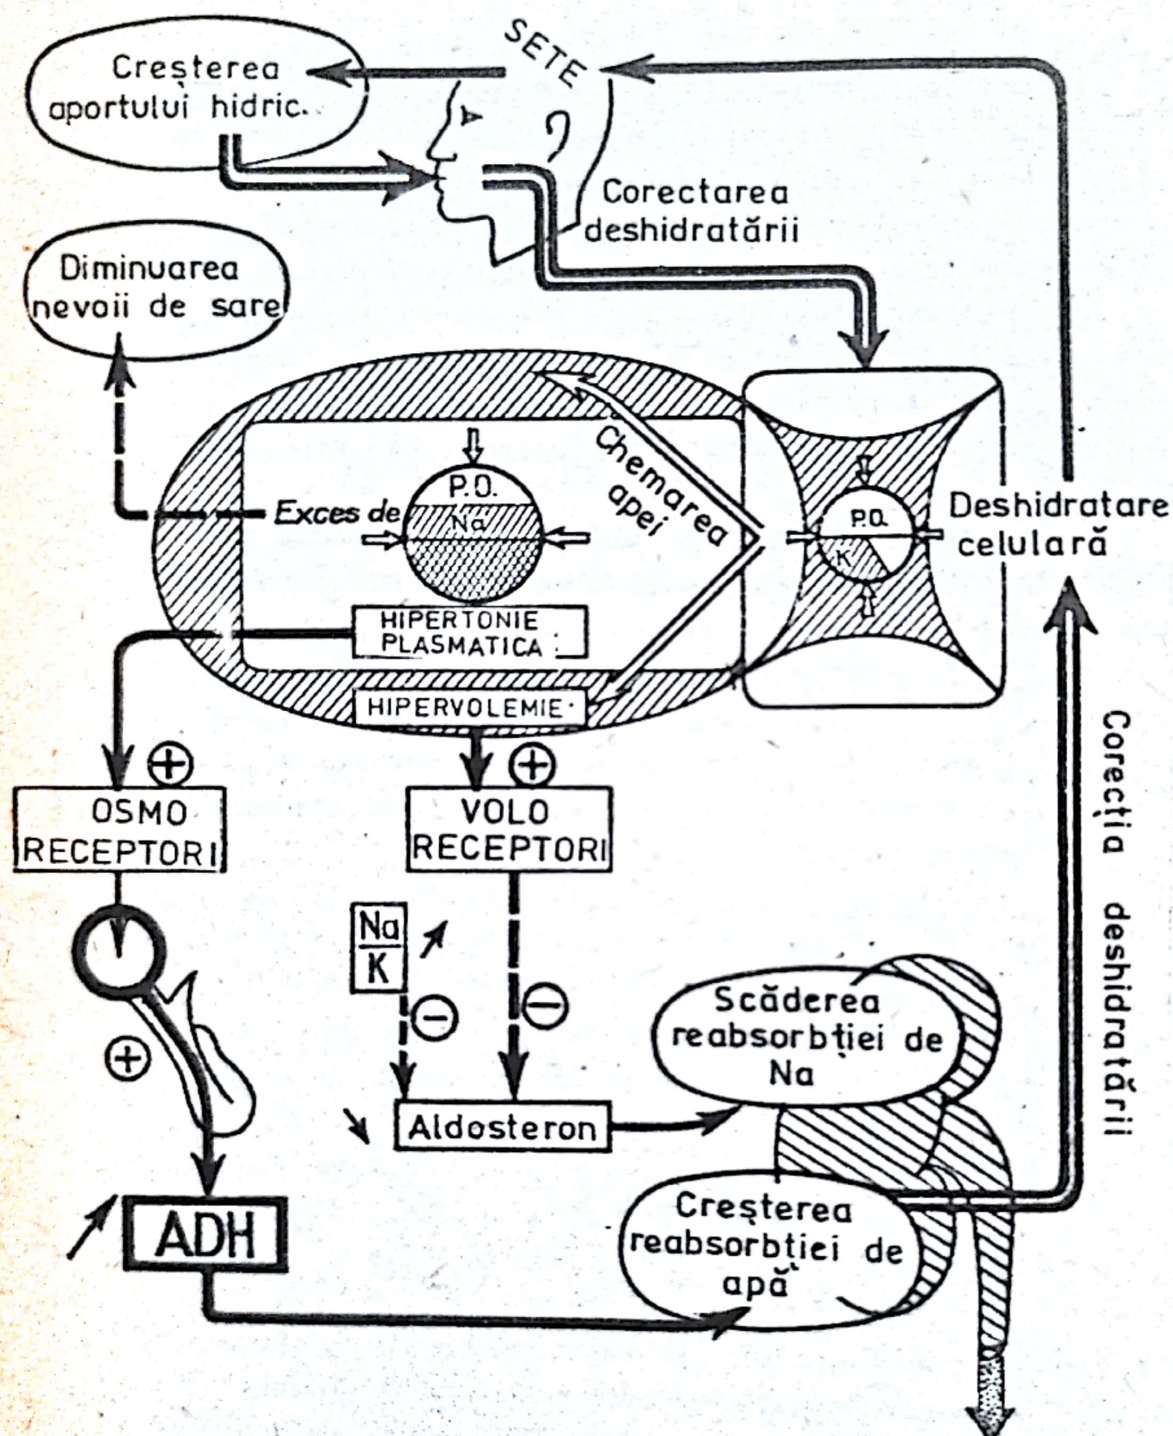 SETE
Creșterea
aportului hidric.
Corectarea
deshidratării
Diminuarea
nevoii de sare
Chemarea
apei
P.O.
Exces de
Na
P.O.
K
Deshidratare
celulară
HIPERTONIE
PLASMATICA
HIPERVOLEMIE
+
+
OSMO
RECEPTORI
VOLO
RECEPTORI
Corecția deshidratării
Na
K
−
−
+
Scăderea
reabsorbției de
Na
Aldosteron
ADH
Creșterea
reabsorbției de
apă